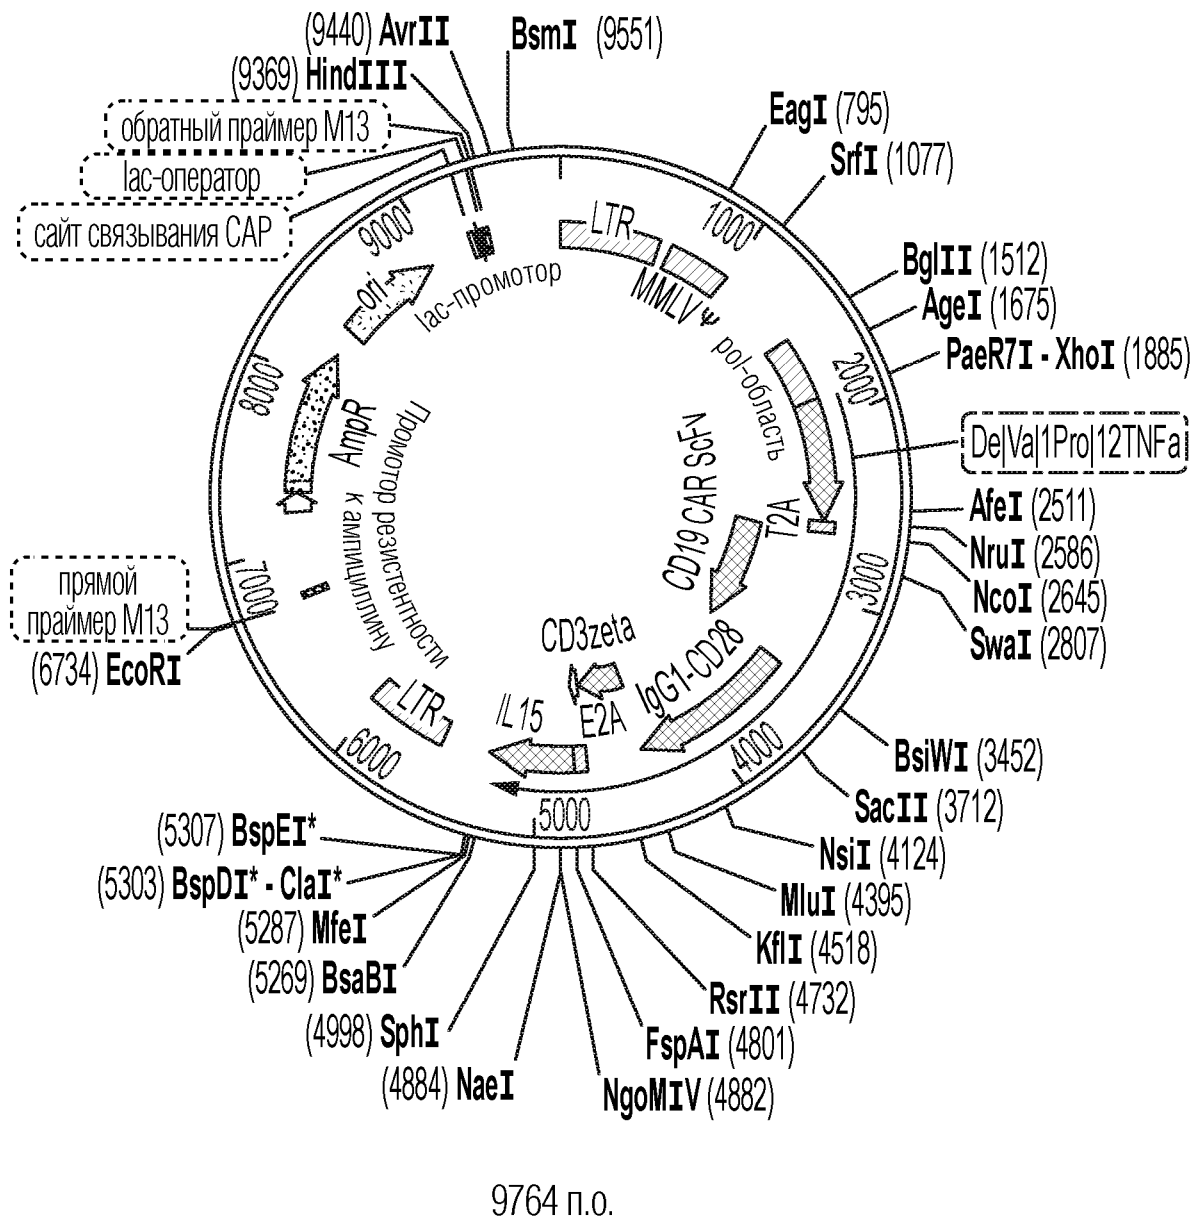 (9440) AvrII
BsmI (9551)
(9369) HindIII
обратный праймер M13
lac-оператор
сайт связывания CAP
EagI (795)
SrfI (1077)
BglII (1512)
AgeI (1675)
PaeR7I - XhoI (1885)
De|Va|1Pro|12TNFa
AfeI (2511)
NruI (2586)
NcoI (2645)
SwaI (2807)
BsiWI (3452)
SacII (3712)
NsiI (4124)
MluI (4395)
KflI (4518)
RsrII (4732)
FspAI (4801)
NgoMIV (4882)
(4884) NaeI
(4998) SphI
(5269) BsaBI
(5287) MfeI
(5303) BspDI* - ClaI*
(5307) BspEI*
(6734) EcoRI
прямой
праймер M13
1000
2000
3000
4000
5000
6000
7000
8000
9000
LTR
MMLV Ψ
pol-область
T2A
CD19 CAR ScFv
IgG1-CD28
CD3zeta
E2A
IL15
LTR
Промотор резистентности
к ампициллину
AmpR
ori
lac-промотор
9764 п.о.